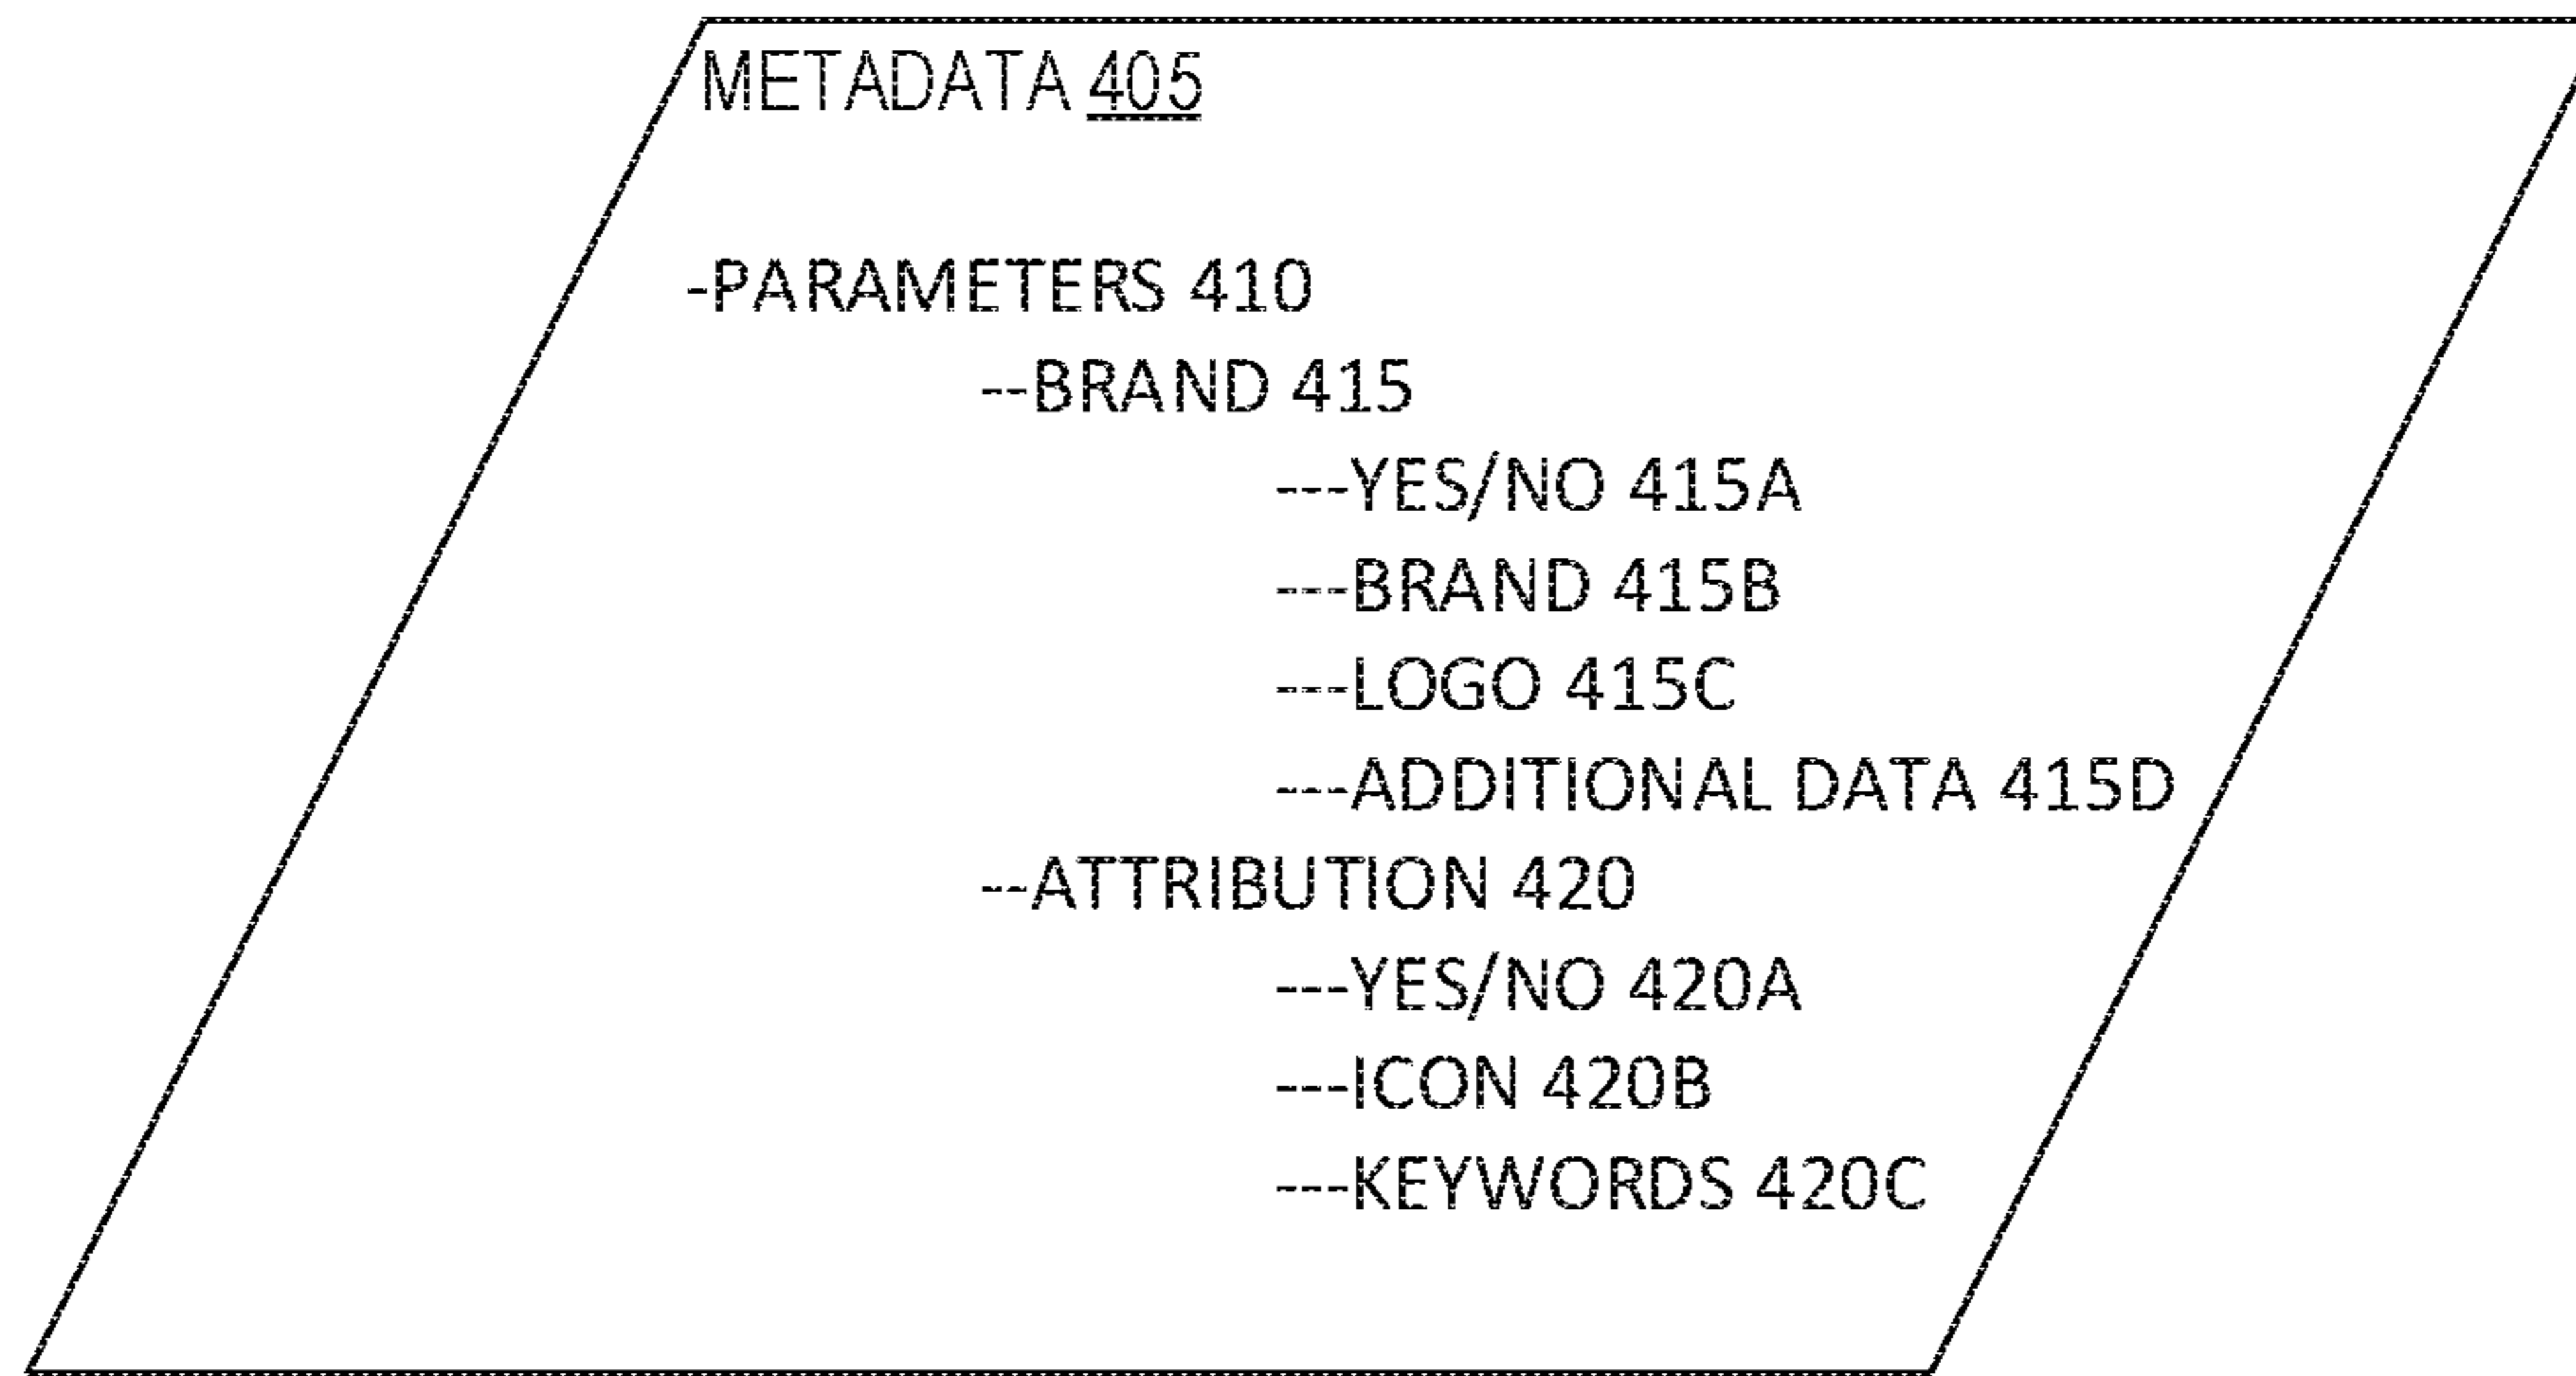 METADATA 405
-PARAMETERS 410
--BRAND 415
---YES/NO 415A
---BRAND 415B
---LOGO 415C
---ADDITIONAL DATA 415D
--ATTRIBUTION 420
---YES/NO 420A
---ICON 420B
---KEYWORDS 420C